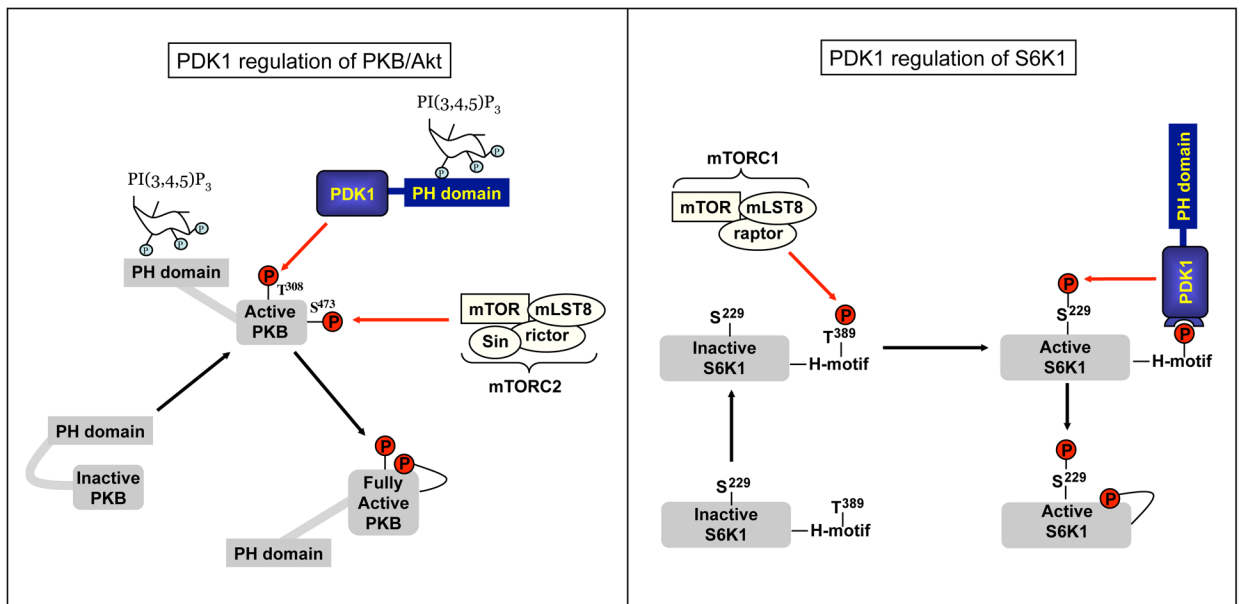 PDK1 regulation of PKB/Akt
PI(3,4,5)P3
P
P
PI(3,4,5)P3
P
P
P
PDK1
PH domain
PH domain
P
T308
Active
PKB
S473
P
mTOR
mLST8
Sin
rictor
mTORC2
PH domain
Inactive
PKB
P
P
Fully
Active
PKB
PH domain
PDK1 regulation of S6K1
mTORC1
mTOR
mLST8
raptor
P
S229
T389
Inactive
S6K1
H-motif
S229
T389
Inactive
S6K1
H-motif
PH domain
PDK1
P
P
S229
Active
S6K1
H-motif
P
S229
P
Active
S6K1